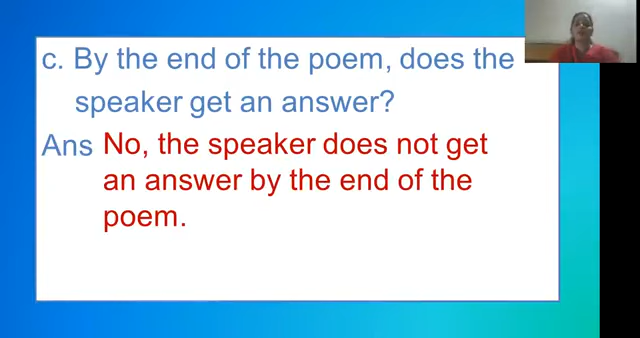 c. By the end of the poem, does the
speaker get an answer?
Ans No, the speaker does not get
an answer by the end of the
poem.